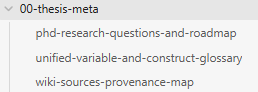 00-thesis-meta
phd-research-questions-and-roadmap
unified-variable-and-construct-glossary
wiki-sources-provenance-map